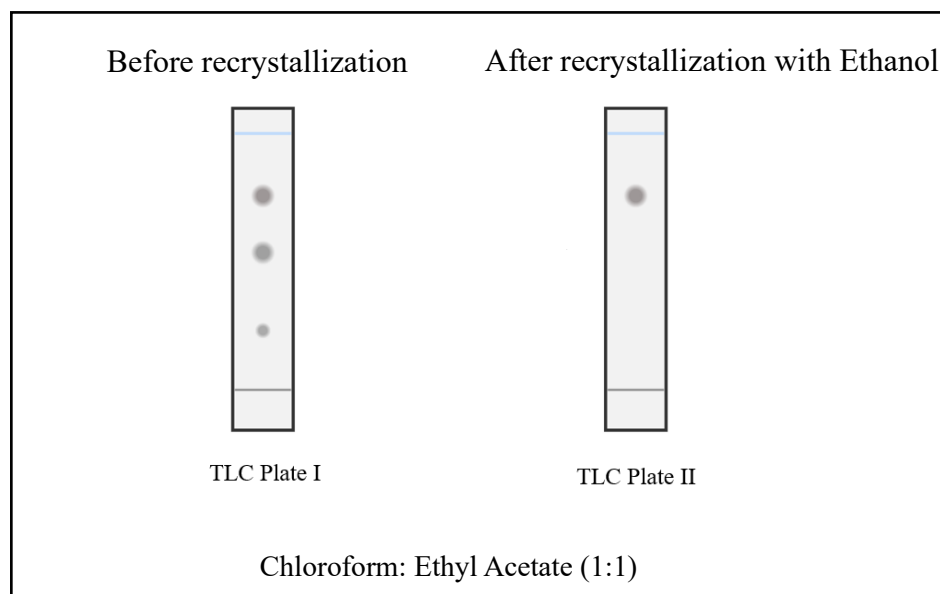 Before recrystallization
After recrystallization with Ethanol
TLC Plate I
TLC Plate II
Chloroform: Ethyl Acetate (1:1)